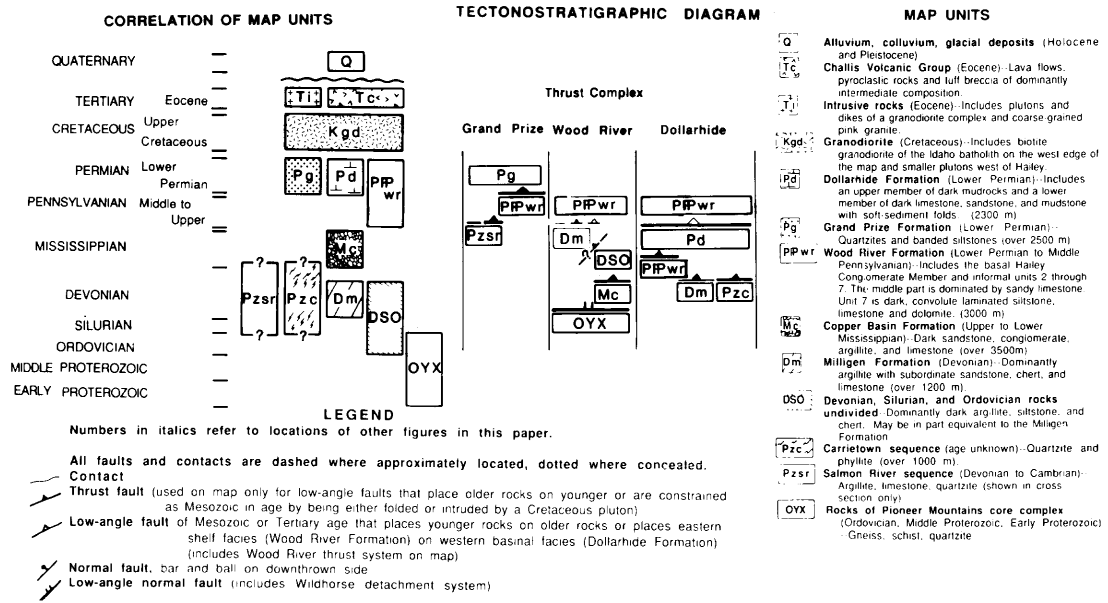 CORRELATION OF MAP UNITS
QUATERNARY
Q
TERTIARY Eocene
Ti
Tc
CRETACEOUS Upper
Cretaceous
Kgd
PERMIAN Lower
Permian
Pg
Pd
PIPwr
PENNSYLVANIAN Middle to
Upper
MISSISSIPPIAN
Mc
? ?
DEVONIAN
Pzsr
Pzc
Dm
DSO
SILURIAN
? ?
ORDOVICIAN
OYX
MIDDLE PROTEROZOIC
EARLY PROTEROZOIC
TECTONOSTRATIGRAPHIC DIAGRAM
Thrust Complex
Grand Prize Wood River Dollarhide
Pg
PIPwr PIPwr PIPwr
Pzsr Dm Pd
DSO PIPwr
Mc Dm Pzc
OYX
LEGEND
Numbers in italics refer to locations of other figures in this paper.
All faults and contacts are dashed where approximately located, dotted where concealed.
Contact
Thrust fault (used on map only for low-angle faults that place older rocks on younger or are constrained
as Mesozoic in age by being either folded or intruded by a Cretaceous pluton)
Low-angle fault of Mesozoic or Tertiary age that places younger rocks on older rocks or places eastern
shelf facies (Wood River Formation) on western basinal facies (Dollarhide Formation)
(includes Wood River thrust system on map)
Normal fault, bar and ball on downthrown side
Low-angle normal fault (includes Wildhorse detachment system)
MAP UNITS
Q Alluvium, colluvium, glacial deposits (Holocene
and Pleistocene)
Tc Challis Volcanic Group (Eocene)--Lava flows,
pyroclastic rocks and tuff breccia of dominantly
intermediate composition.
Ti Intrusive rocks (Eocene)--Includes plutons and
dikes of a granodiorite complex and coarse-grained
pink granite.
Kgd Granodiorite (Cretaceous)--Includes biotite
granodiorite of the Idaho batholith on the west edge of
the map and smaller plutons west of Hailey.
Pd Dollarhide Formation (Lower Permian)--Includes
an upper member of dark mudrocks and a lower
member of dark limestone, sandstone, and mudstone
with soft-sediment folds. (2300 m)
Pg Grand Prize Formation (Lower Permian)--
Quartzites and banded siltstones (over 2500 m)
PIPwr Wood River Formation (Lower Permian to Middle
Pennsylvanian)--Includes the basal Hailey
Conglomerate Member and informal units 2 through
7. The middle part is dominated by sandy limestone.
Unit 7 is dark, convolute laminated siltstone,
limestone and dolomite. (3000 m)
Mc Copper Basin Formation (Upper to Lower
Mississippian)--Dark sandstone, conglomerate,
argillite, and limestone (over 3500m)
Dm Milligen Formation (Devonian)--Dominantly
argillite with subordinate sandstone, chert, and
limestone (over 1200 m).
DSO Devonian, Silurian, and Ordovician rocks
undivided--Dominantly dark argillite, siltstone, and
chert. May be in part equivalent to the Milligen
Formation
Pzc Carrietown sequence (age unknown)--Quartzite and
phyllite (over 1000 m).
Pzsr Salmon River sequence (Devonian to Cambrian)--
Argillite, limestone, quartzite (shown in cross
section only)
OYX Rocks of Pioneer Mountains core complex
(Ordovician, Middle Proterozoic, Early Proterozoic)
--Gneiss, schist, quartzite